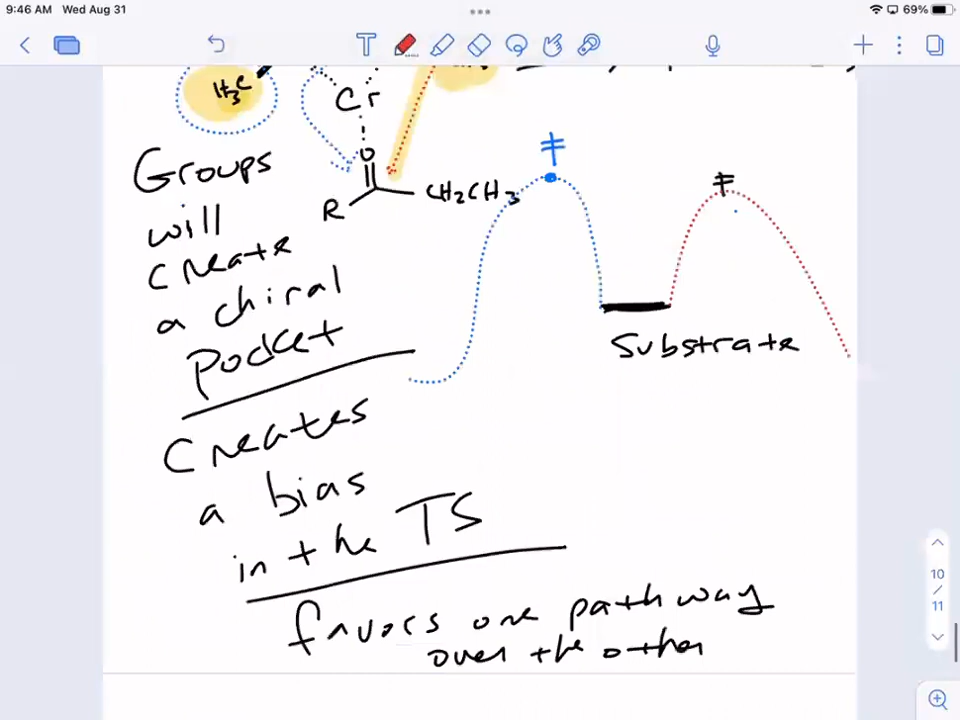 9:46 AM Wed Aug 31
69%
T
H3C
Cr
O
R
CH2CH3
‡
‡
Groups
will
create
a chiral
pocket
Substrate
Creates
a bias
in the TS
favors one pathway
over the other
10
/
11